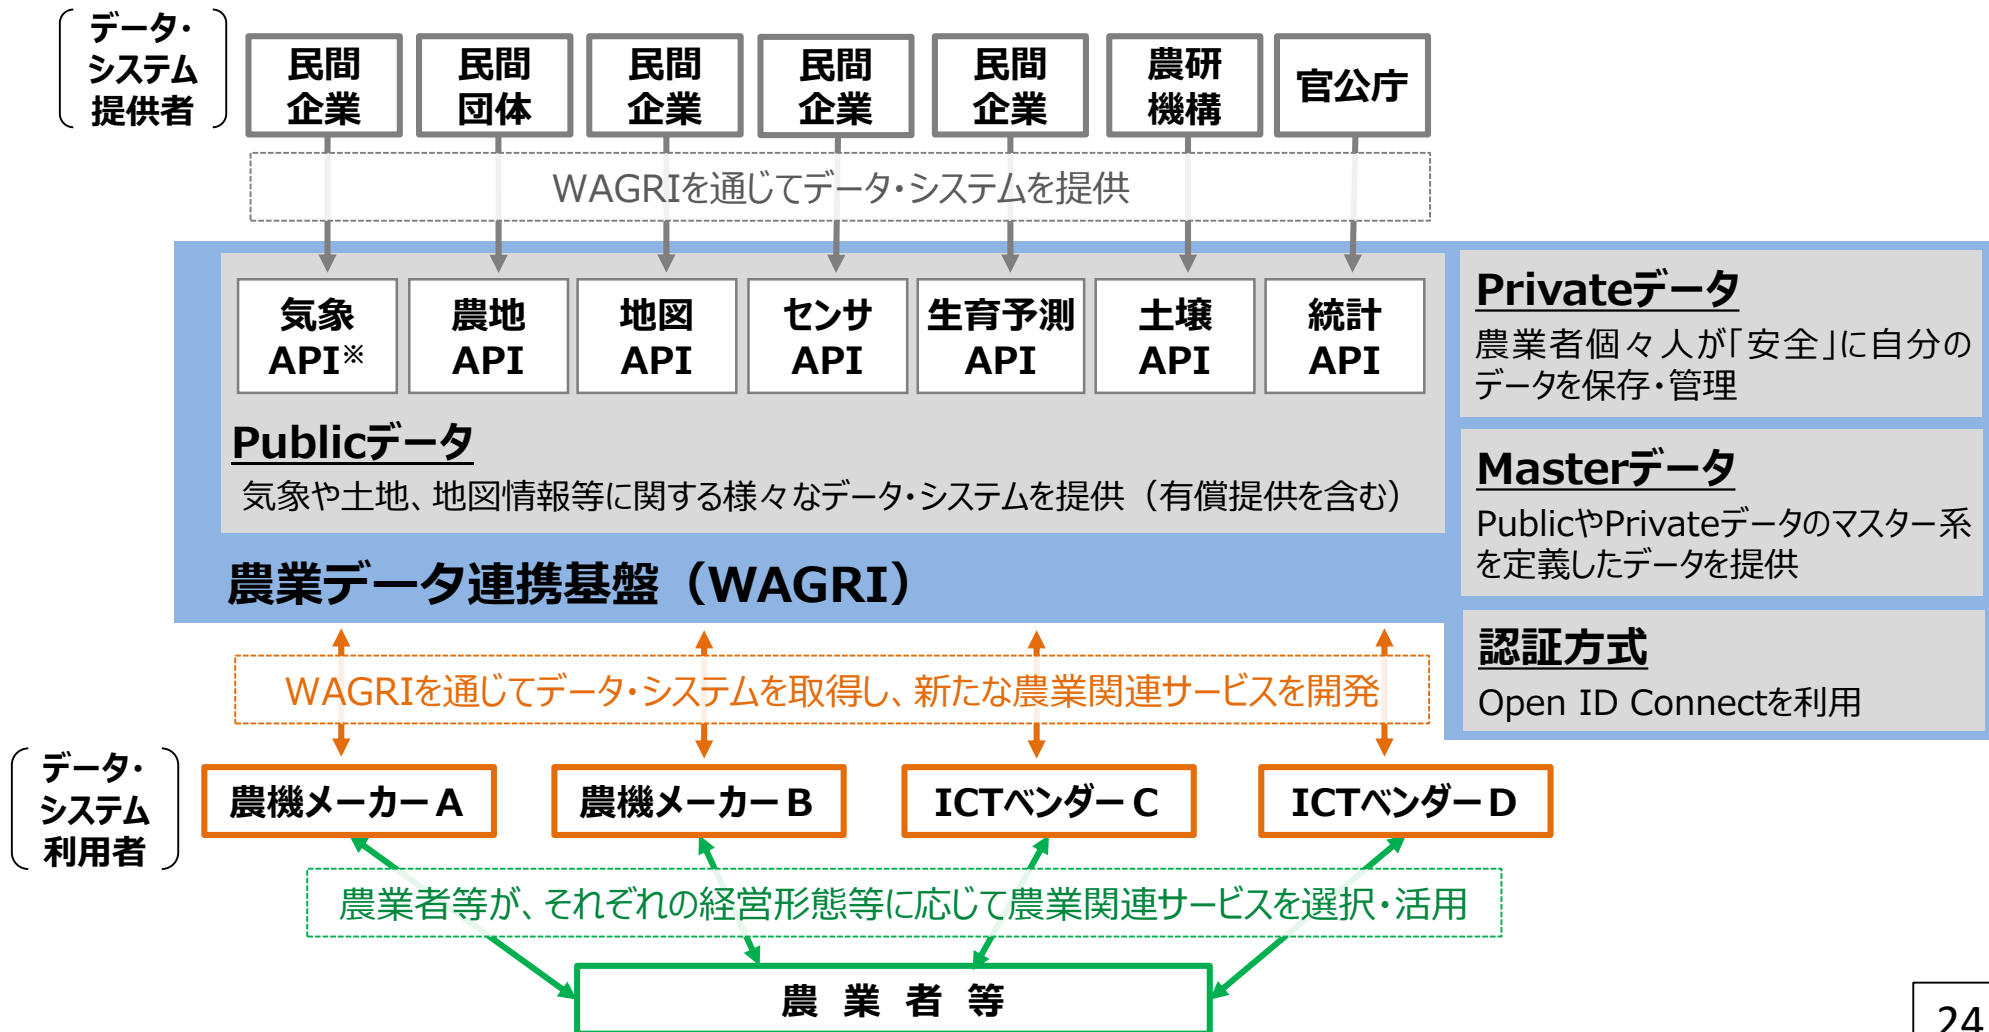 データ・
システム
提供者
民間
企業
民間
団体
民間
企業
民間
企業
民間
企業
農研
機構
官公庁
WAGRIを通じてデータ・システムを提供
気象
API※
農地
API
地図
API
センサ
API
生育予測
API
土壌
API
統計
API
Publicデータ
気象や土地、地図情報等に関する様々なデータ・システムを提供（有償提供を含む）
農業データ連携基盤（WAGRI）
Privateデータ
農業者個々人が「安全」に自分の
データを保存・管理
Masterデータ
PublicやPrivateデータのマスター系
を定義したデータを提供
認証方式
Open ID Connectを利用
WAGRIを通じてデータ・システムを取得し、新たな農業関連サービスを開発
データ・
システム
利用者
農機メーカーA
農機メーカーB
ICTベンダーC
ICTベンダーD
農業者等が、それぞれの経営形態等に応じて農業関連サービスを選択・活用
農 業 者 等
24